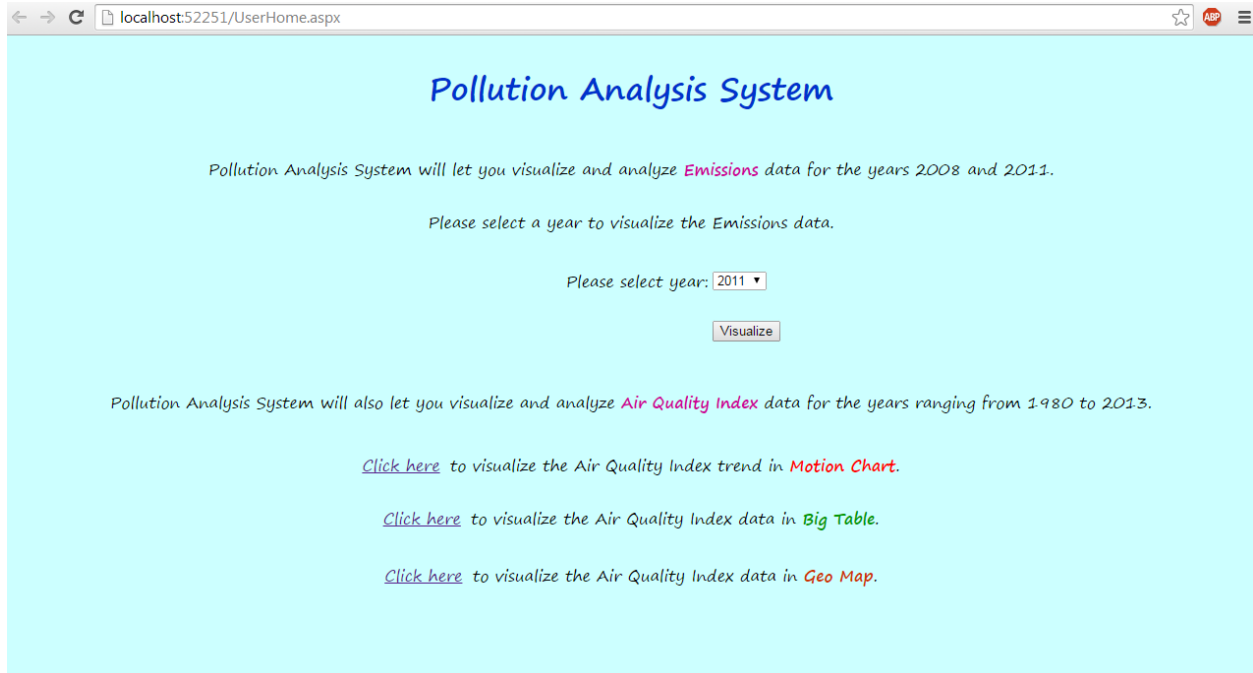 localhost:52251/UserHome.aspx
ABP
Pollution Analysis System
Pollution Analysis System will let you visualize and analyze Emissions data for the years 2008 and 2011.
Please select a year to visualize the Emissions data.
Please select year: 2011
Visualize
Pollution Analysis System will also let you visualize and analyze Air Quality Index data for the years ranging from 1980 to 2013.
Click here to visualize the Air Quality Index trend in Motion Chart.
Click here to visualize the Air Quality Index data in Big Table.
Click here to visualize the Air Quality Index data in Geo Map.